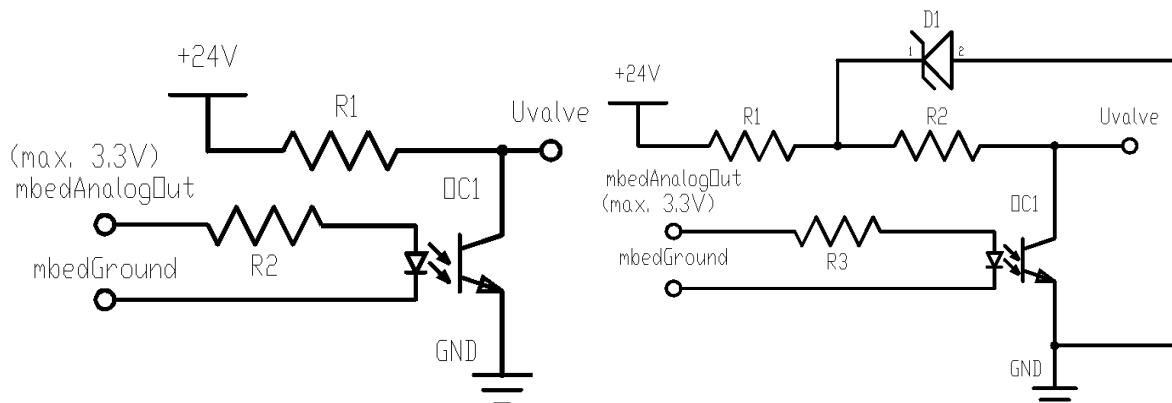 +24V
R1
Uvalve
(max. 3.3V)
mbedAnalogOut
OC1
R2
mbedGround
GND
D1
1 2
+24V
R1
R2
Uvalve
mbedAnalogOut
(max. 3.3V)
OC1
mbedGround
R3
GND